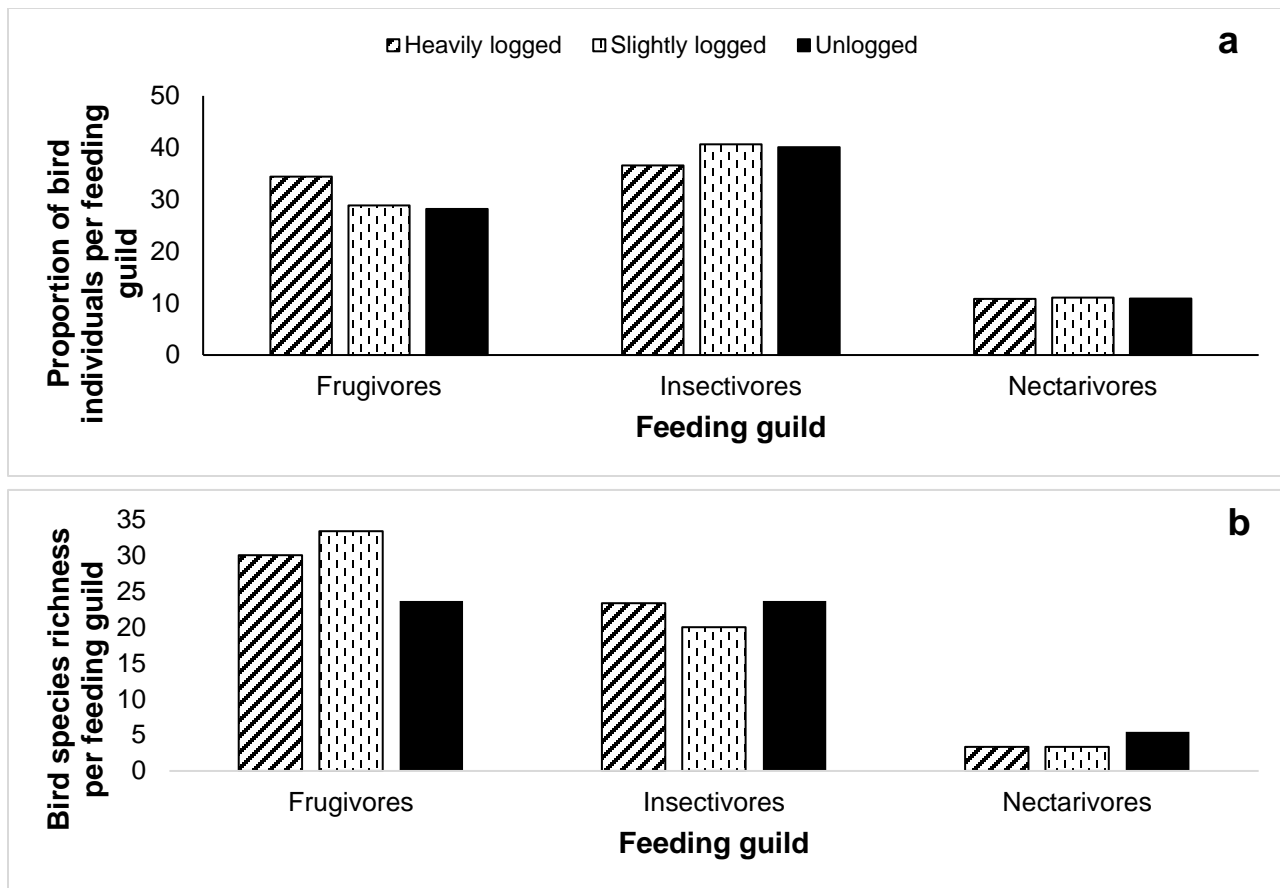 Heavily logged Slightly logged Unlogged
a
Proportion of bird
individuals per feeding
guild
50
40
30
20
10
0
Frugivores Insectivores Nectarivores
Feeding guild
b
Bird species richness
per feeding guild
35
30
25
20
15
10
5
0
Frugivores Insectivores Nectarivores
Feeding guild